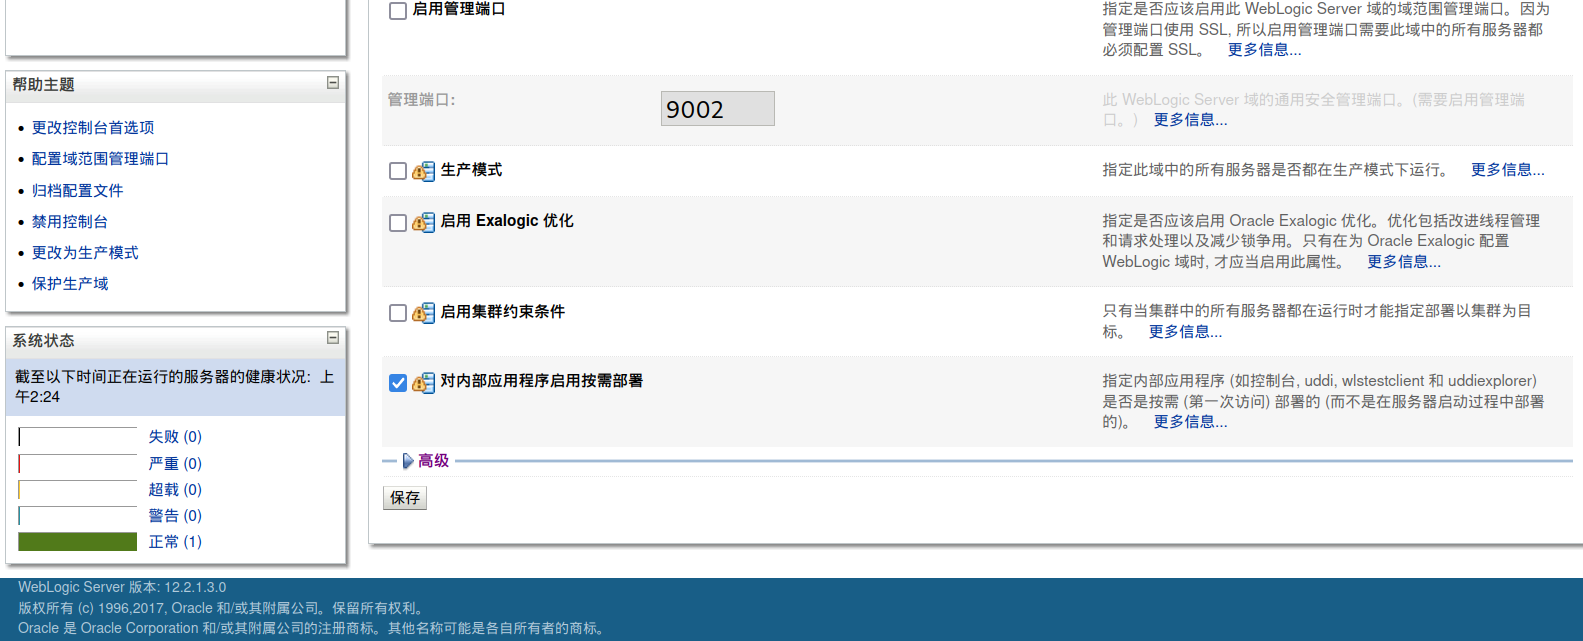 帮助主题
更改控制台首选项
配置域范围管理端口
归档配置文件
禁用控制台
更改为生产模式
保护生产域
系统状态
截至以下时间正在运行的服务器的健康状况: 上
午2:24
失败 (0)
严重 (0)
超载 (0)
警告 (0)
正常 (1)
启用管理端口
指定是否应该启用此 WebLogic Server 域的域范围管理端口。因为
管理端口使用 SSL, 所以启用管理端口需要此域中的所有服务器都
必须配置 SSL。 更多信息...
管理端口:
9002
此 WebLogic Server 域的通用安全管理端口。(需要启用管理端
口。) 更多信息...
生产模式
指定此域中的所有服务器是否都在生产模式下运行。 更多信息...
启用 Exalogic 优化
指定是否应该启用 Oracle Exalogic 优化。优化包括改进线程管理
和请求处理以及减少锁争用。只有在为 Oracle Exalogic 配置
WebLogic 域时, 才应当启用此属性。 更多信息...
启用集群约束条件
只有当集群中的所有服务器都在运行时才能指定部署以集群为目
标。 更多信息...
对内部应用程序启用按需部署
指定内部应用程序 (如控制台, uddi, wlstestclient 和 uddiexplorer)
是否是按需 (第一次访问) 部署的 (而不是在服务器启动过程中部署
的)。 更多信息...
高级
保存
WebLogic Server 版本: 12.2.1.3.0
版权所有 (c) 1996,2017, Oracle 和/或其附属公司。保留所有权利。
Oracle 是 Oracle Corporation 和/或其附属公司的注册商标。其他名称可能是各自所有者的商标。